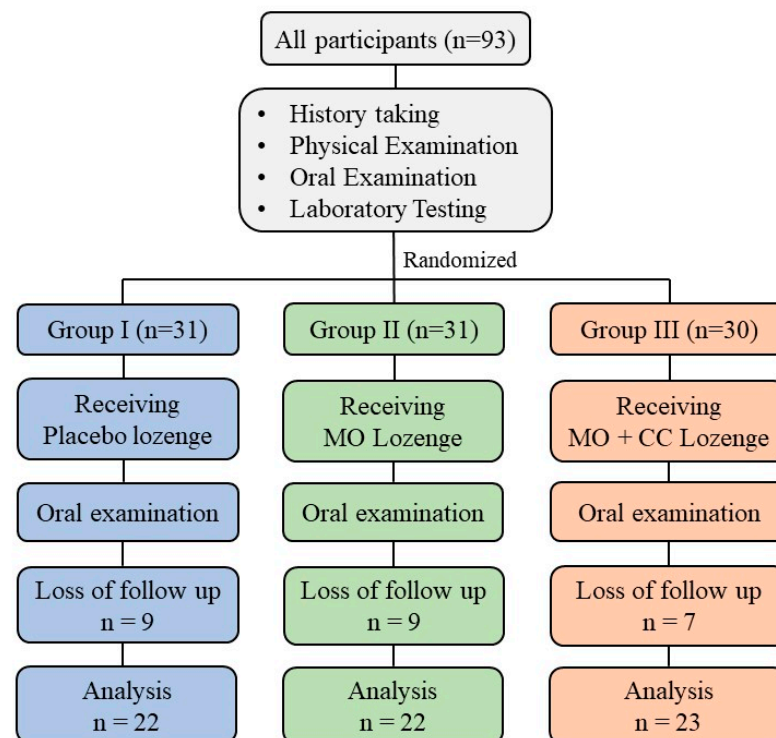 All participants (n=93)
• History taking
• Physical Examination
• Oral Examination
• Laboratory Testing
Randomized
Group I (n=31)
Receiving
Placebo lozenge
Oral examination
Loss of follow up
n = 9
Analysis
n = 22
Group II (n=31)
Receiving
MO Lozenge
Oral examination
Loss of follow up
n = 9
Analysis
n = 22
Group III (n=30)
Receiving
MO + CC Lozenge
Oral examination
Loss of follow up
n = 7
Analysis
n = 23